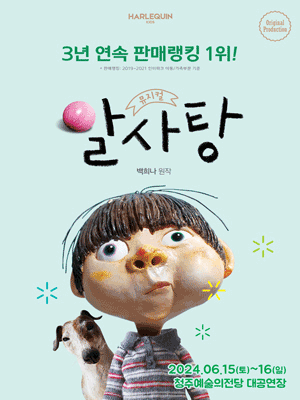 HARLEQUIN
Original
Production
3년 연속 판매랭킹 1위!
뮤지컬
알사탕
백희나 원작
2024.06.15(토)~16(일)
청주예술의전당 대공연장